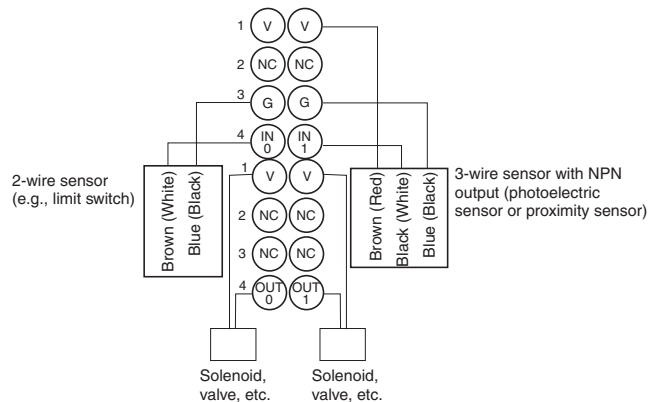 1 V V
2 NC NC
3 G G
4 IN 0 IN 1
1 V V
2 NC NC
3 NC NC
4 OUT 0 OUT 1
2-wire sensor
(e.g., limit switch)
Brown (White)
Blue (Black)
Brown (Red)
Black (White)
Blue (Black)
3-wire sensor with NPN
output (photoelectric
sensor or proximity sensor)
Solenoid,
valve, etc.
Solenoid,
valve, etc.